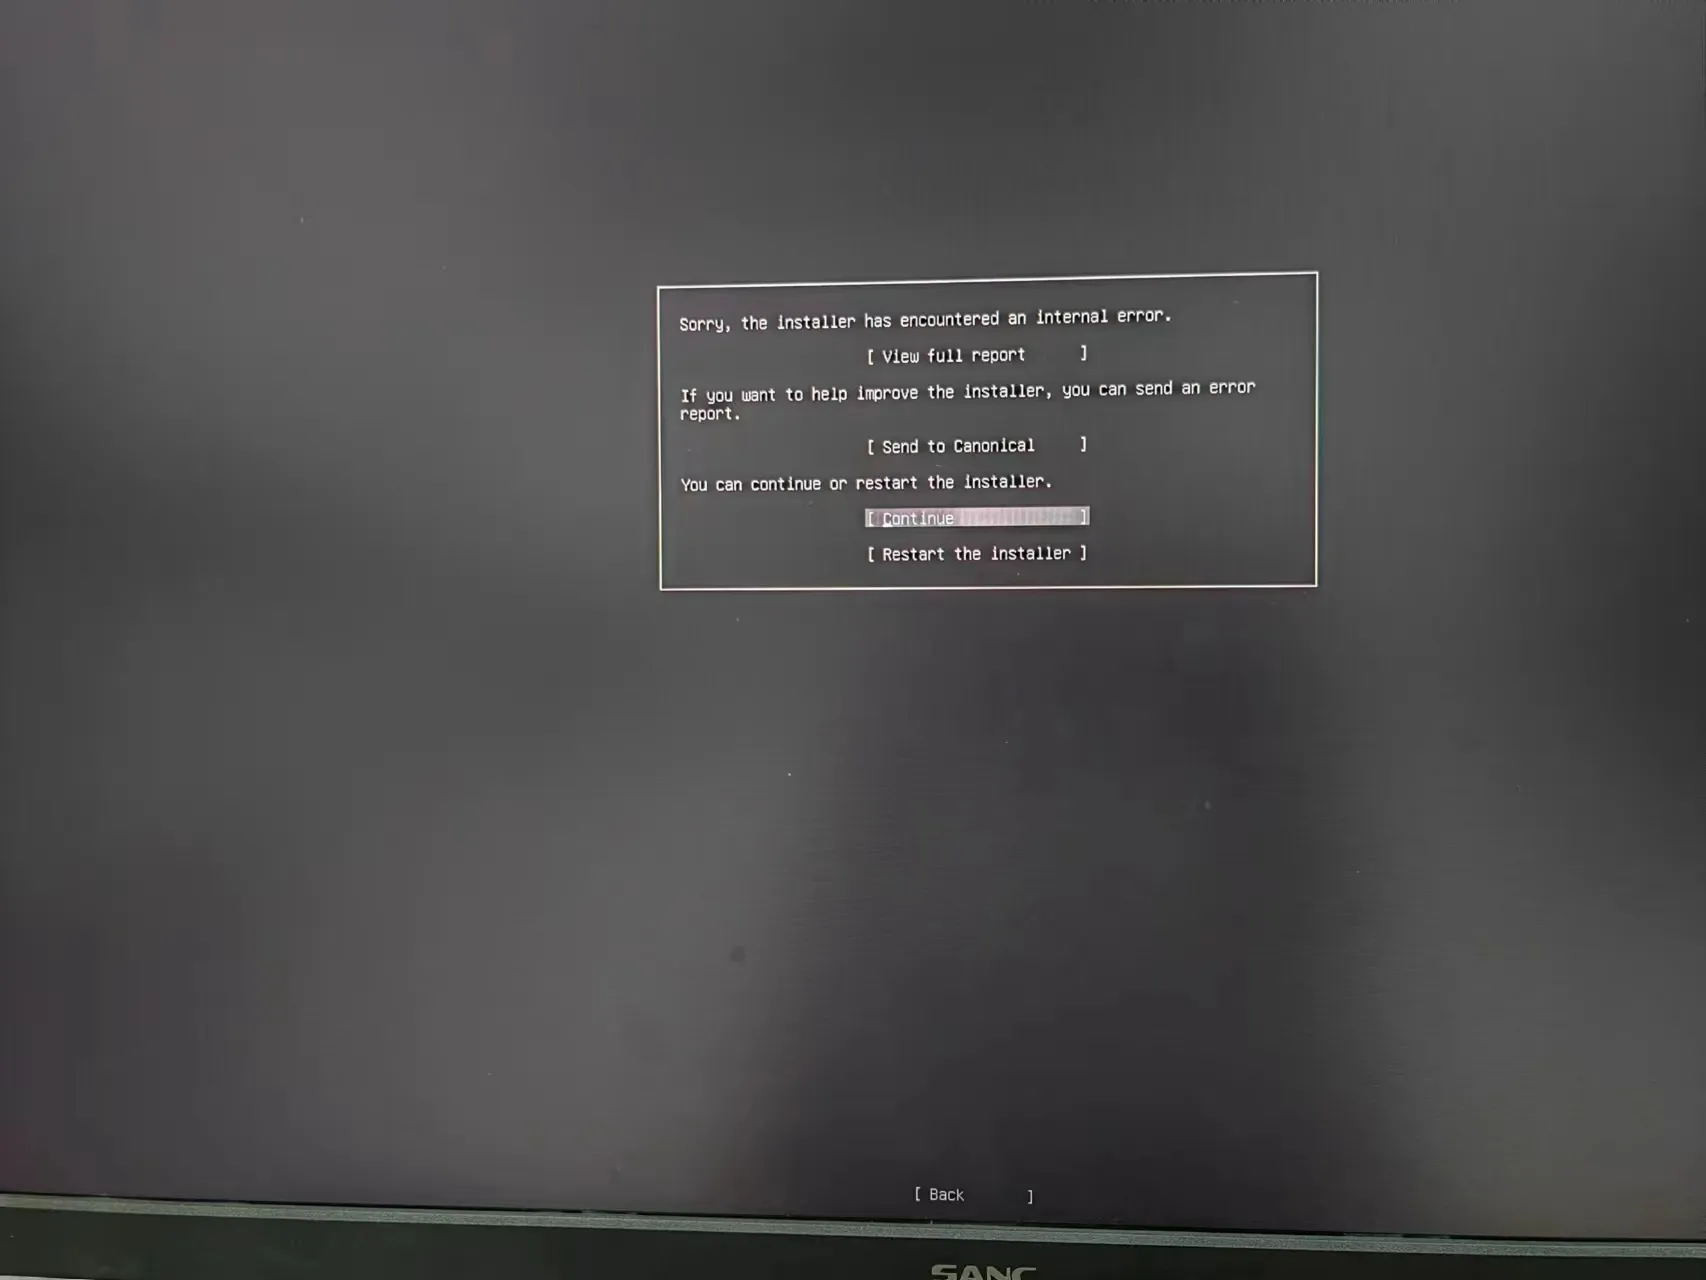 Sorry, the installer has encountered an internal error.
[ View full report ]
If you want to help improve the installer, you can send an error
report.
[ Send to Canonical ]
You can continue or restart the installer.
[ Continue ]
[ Restart the installer ]
[ Back ]
SANC